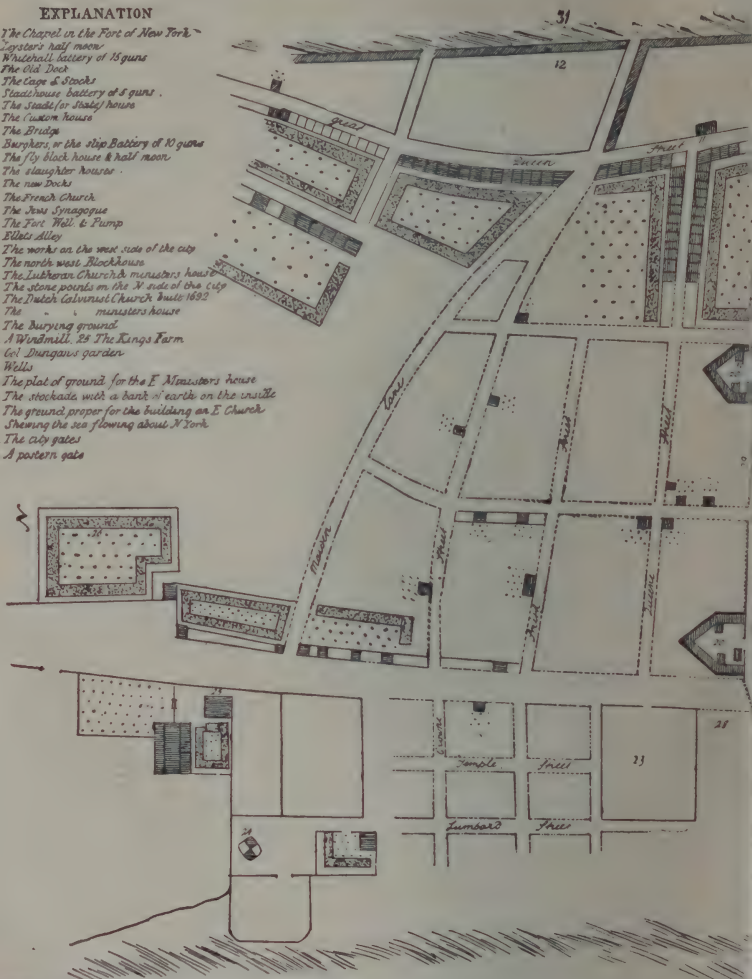 EXPLANATION
The Chapel in the Fort of New York
Leyster's half moon
Whitehall battery of 15 guns
The Old Dock
The Cage & Stocks
Stadthouse battery of 5 guns.
The Stadt (or State) house
The Custom house
The Bridge
Burghers, or the slip Battery of 10 guns
The fly block house & half moon
The slaughter houses.
The new Docks
The French Church
The Jews Synagogue
The Fort Well & Pump
Ellets Alley
The works on the west side of the city
The north west Blockhouse
The Lutheran Church & ministers house
The stone points on the N side of the city
The Dutch Calvinist Church built 1692
The " " ministers house
The Burying ground
A Windmill, 25 The Kings Farm
Col Dungans garden
Wells
The plat of ground for the E Ministers house
The stockade with a bank of earth on the inside
The ground proper for the building an E Church
Shewing the sea flowing about N York
The city gates
A postern gate
31
12
great
Queen
Street
Lane
Maiden
Street
Street
Street
20
N
20
28
23
Crowne
Temple Street
Lumbard Street
24